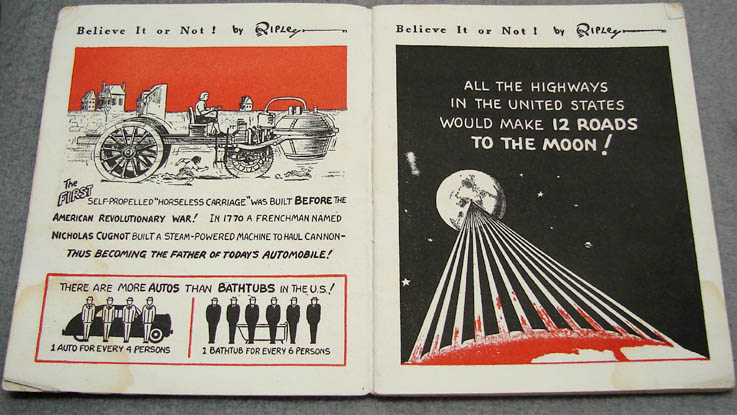 Believe It or Not! by Ripley
The FIRST SELF-PROPELLED "HORSELESS CARRIAGE" WAS BUILT BEFORE THE
AMERICAN REVOLUTIONARY WAR! IN 1770 A FRENCHMAN NAMED
NICHOLAS CUGNOT BUILT A STEAM-POWERED MACHINE TO HAUL CANNON-
THUS BECOMING THE FATHER OF TODAY'S AUTOMOBILE!
THERE ARE MORE AUTOS THAN BATHTUBS IN THE U.S.!
1 AUTO FOR EVERY 4 PERSONS
1 BATHTUB FOR EVERY 6 PERSONS
Believe It or Not! by Ripley
ALL THE HIGHWAYS
IN THE UNITED STATES
WOULD MAKE 12 ROADS
TO THE MOON!